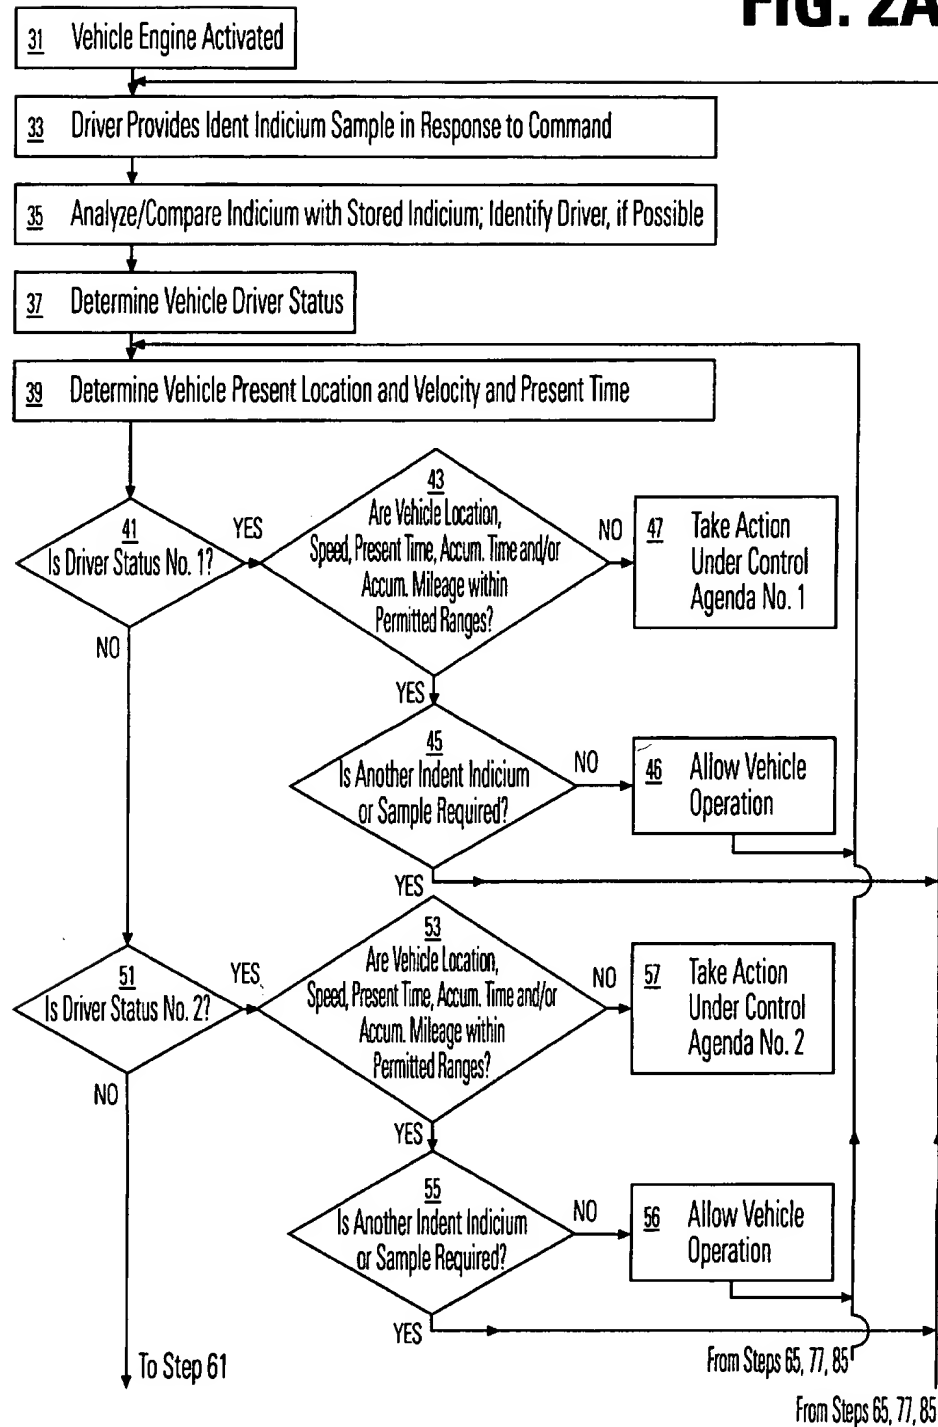 FIG. 2A
31 Vehicle Engine Activated
33 Driver Provides Ident Indicium Sample in Response to Command
35 Analyze/Compare Indicium with Stored Indicium; Identify Driver, if Possible
37 Determine Vehicle Driver Status
39 Determine Vehicle Present Location and Velocity and Present Time
41
Is Driver Status No. 1?
YES
NO
43
Are Vehicle Location,
Speed, Present Time, Accum. Time and/or
Accum. Mileage within
Permitted Ranges?
NO
YES
47 Take Action
Under Control
Agenda No. 1
45
Is Another Indent Indicium
or Sample Required?
NO
YES
46 Allow Vehicle
Operation
51
Is Driver Status No. 2?
YES
NO
53
Are Vehicle Location,
Speed, Present Time, Accum. Time and/or
Accum. Mileage within
Permitted Ranges?
NO
YES
57 Take Action
Under Control
Agenda No. 2
55
Is Another Indent Indicium
or Sample Required?
NO
YES
56 Allow Vehicle
Operation
To Step 61
From Steps 65, 77, 85
From Steps 65, 77, 85